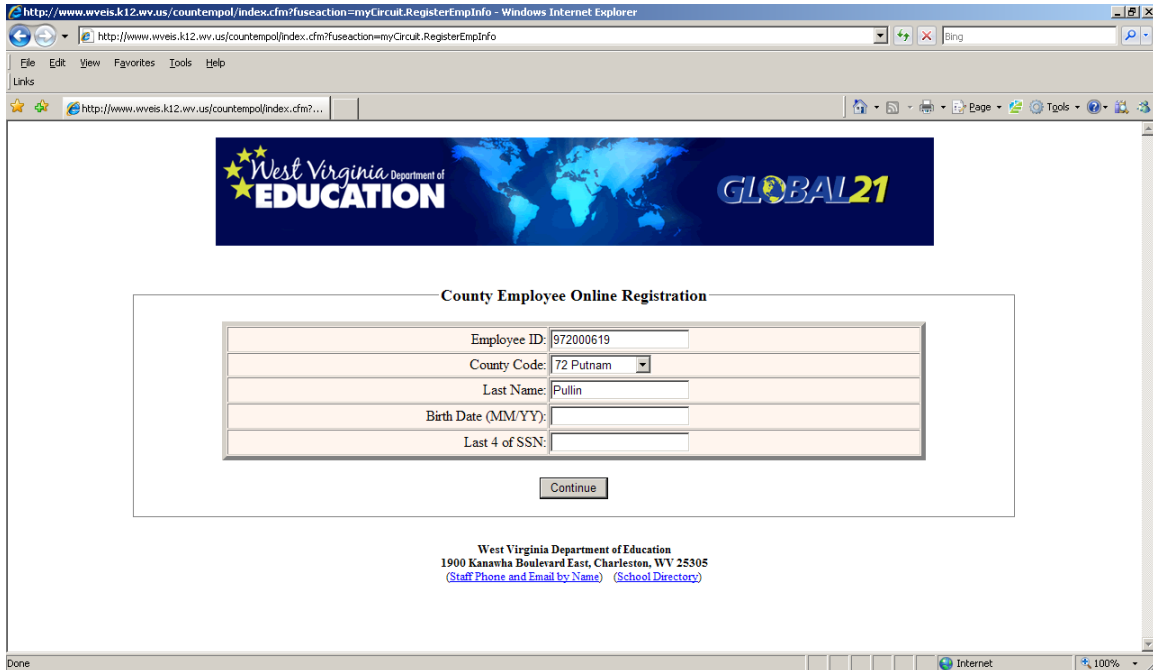 http://www.wveis.k12.wv.us/countempol/index.cfm?fuseaction=myCircuit.RegisterEmpInfo - Windows Internet Explorer
http://www.wveis.k12.wv.us/countempol/index.cfm?fuseaction=myCircuit.RegisterEmpInfo Bing
File Edit View Favorites Tools Help
Links
http://www.wveis.k12.wv.us/countempol/index.cfm?... Page Tools
West Virginia Department of
EDUCATION
GLOBAL21
County Employee Online Registration
Employee ID: 972000619
County Code: 72 Putnam
Last Name: Pullin
Birth Date (MM/YY):
Last 4 of SSN:
Continue
West Virginia Department of Education
1900 Kanawha Boulevard East, Charleston, WV 25305
(Staff Phone and Email by Name) (School Directory)
Done Internet 100%